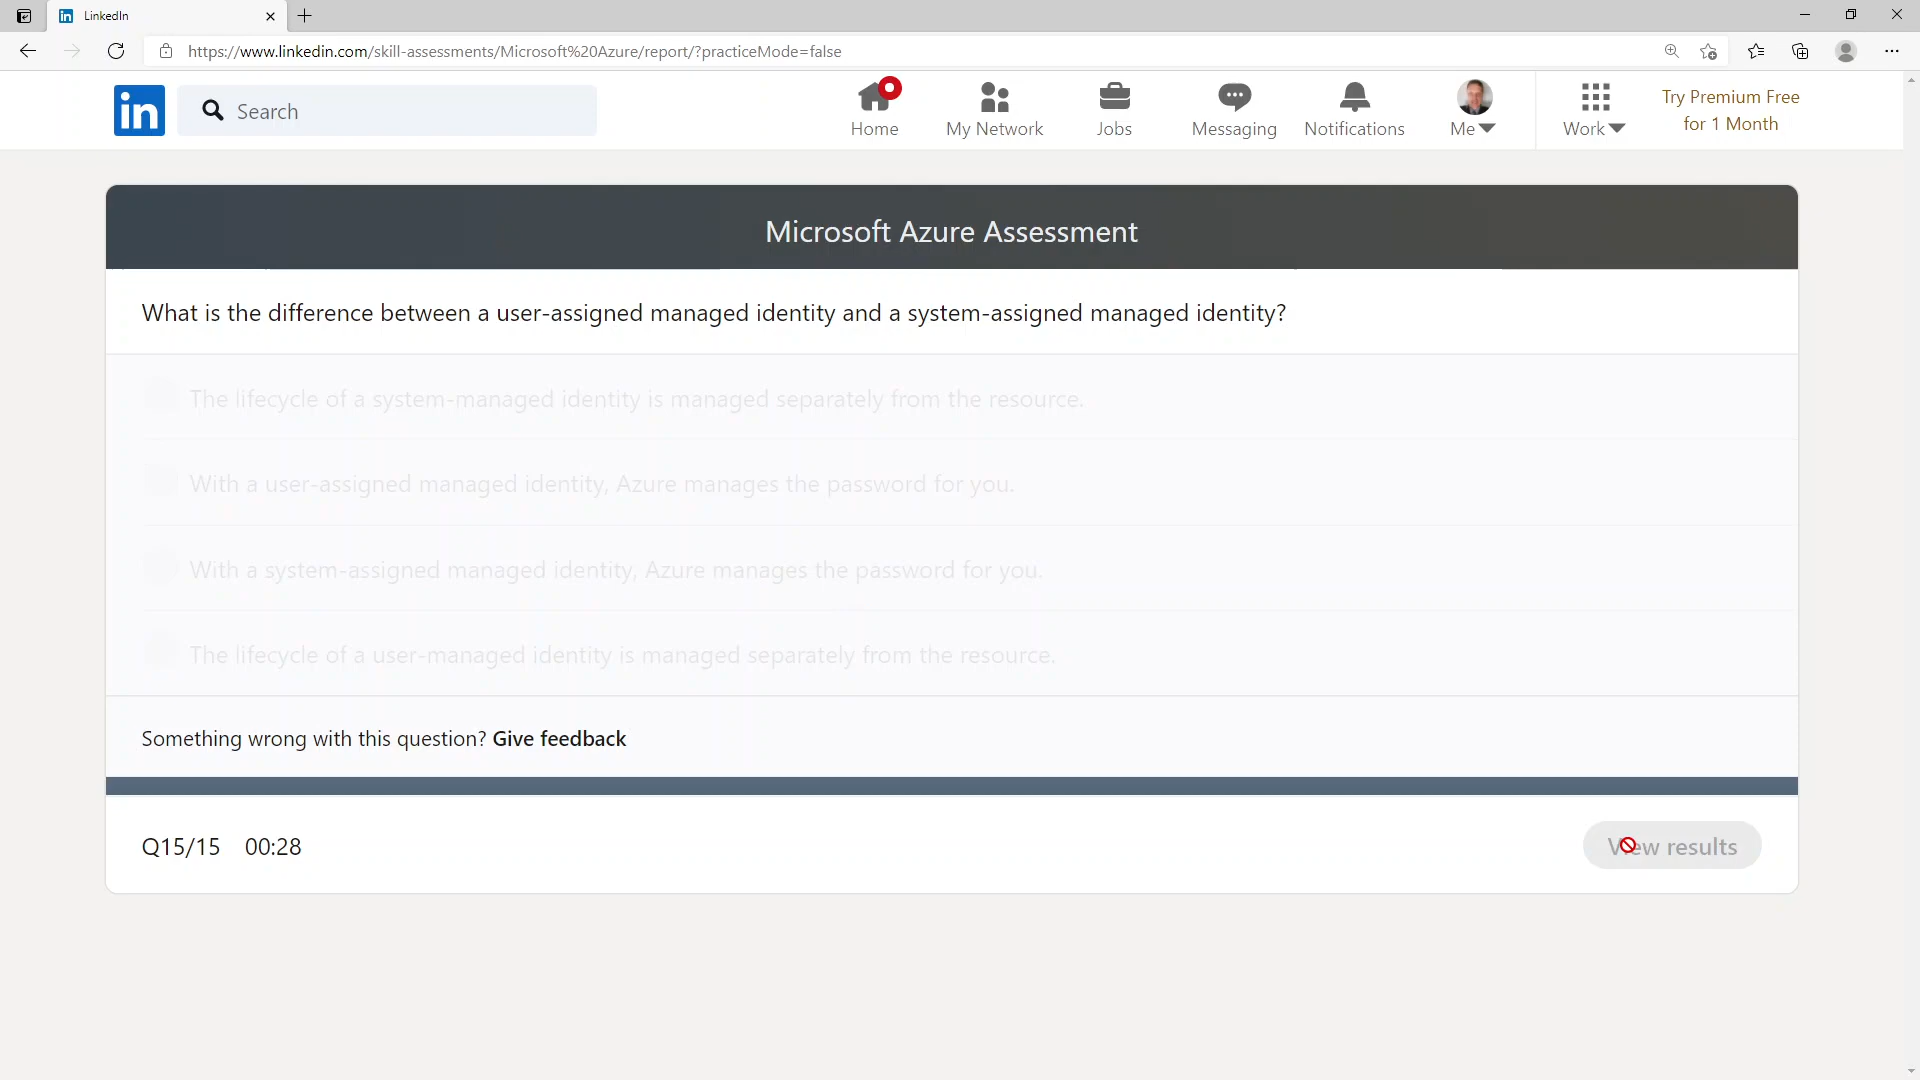 LinkedIn
https://www.linkedin.com/skill-assessments/Microsoft%20Azure/report/?practiceMode=false
in
Search
Home
My Network
Jobs
Messaging
Notifications
Me
Work
Try Premium Free
for 1 Month
Microsoft Azure Assessment
What is the difference between a user-assigned managed identity and a system-assigned managed identity?
The lifecycle of a system-managed identity is managed separately from the resource.
With a user-assigned managed identity, Azure manages the password for you.
With a system-assigned managed identity, Azure manages the password for you.
The lifecycle of a user-managed identity is managed separately from the resource.
Something wrong with this question? Give feedback
Q15/15 00:28
View results